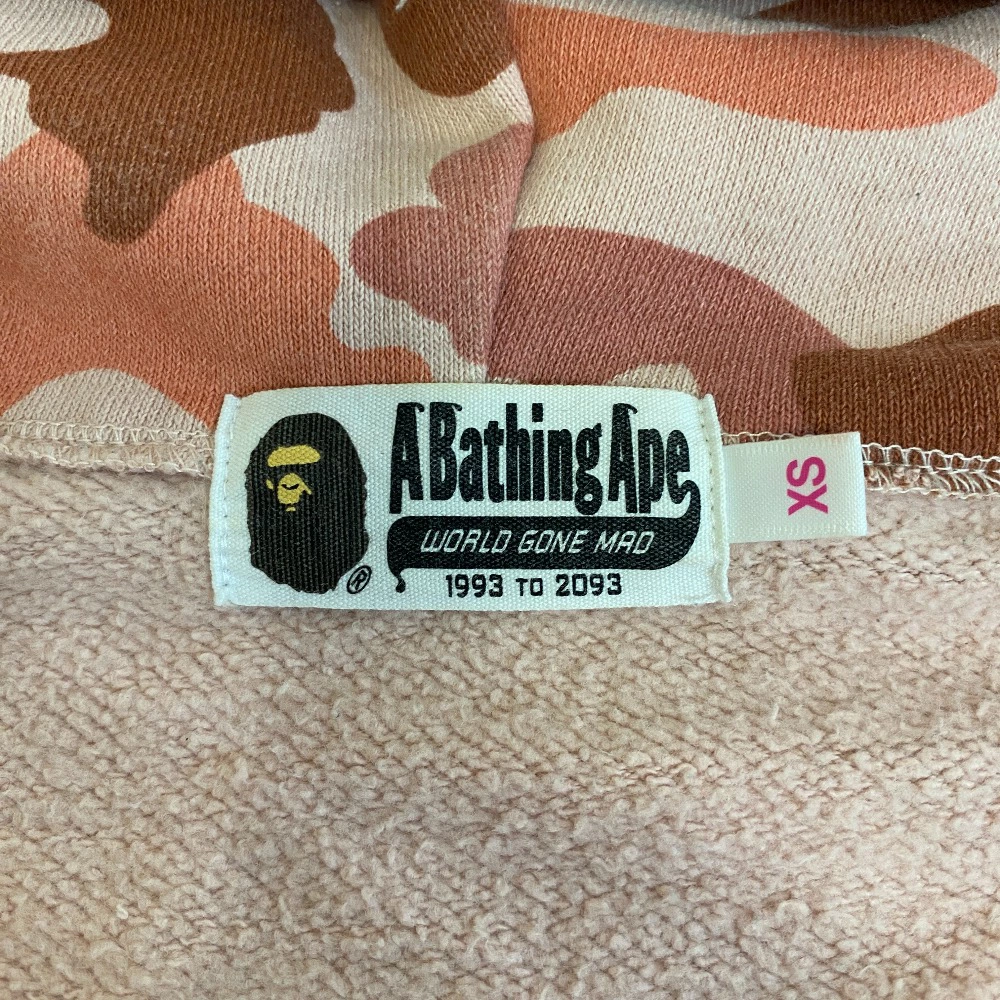 A Bathing Ape
WORLD GONE MAD
1993 TO 2093
®
XS